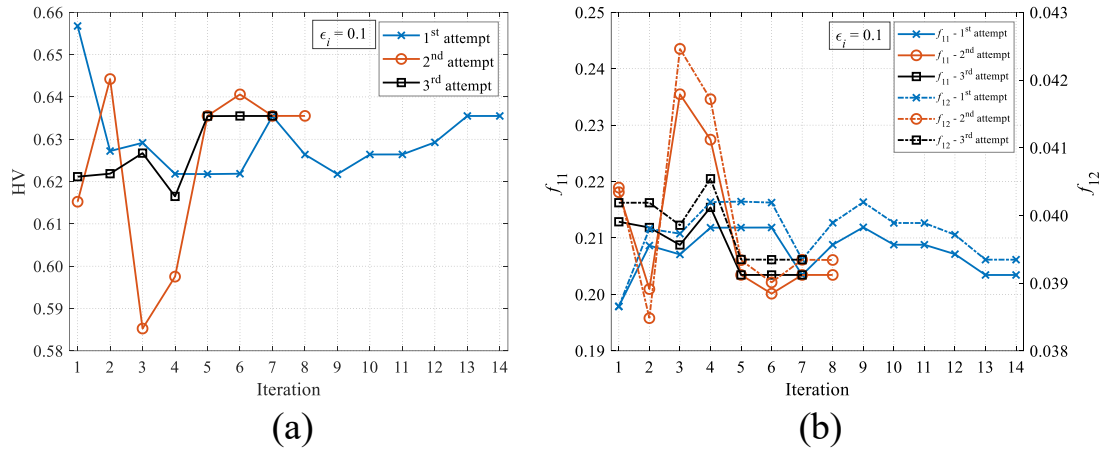 0.66
0.65
0.64
0.63
0.62
0.61
0.60
0.59
0.58
HV
1 2 3 4 5 6 7 8 9 10 11 12 13 14
Iteration
ϵᵢ = 0.1
1ˢᵗ attempt
2ⁿᵈ attempt
3ʳᵈ attempt
(a)
0.25
0.24
0.23
0.22
0.21
0.20
0.19
f₁₁
1 2 3 4 5 6 7 8 9 10 11 12 13 14
Iteration
ϵᵢ = 0.1
f₁₁ - 1ˢᵗ attempt
f₁₁ - 2ⁿᵈ attempt
f₁₁ - 3ʳᵈ attempt
f₁₂ - 1ˢᵗ attempt
f₁₂ - 2ⁿᵈ attempt
f₁₂ - 3ʳᵈ attempt
0.043
0.042
0.041
0.040
0.039
0.038
f₁₂
(b)